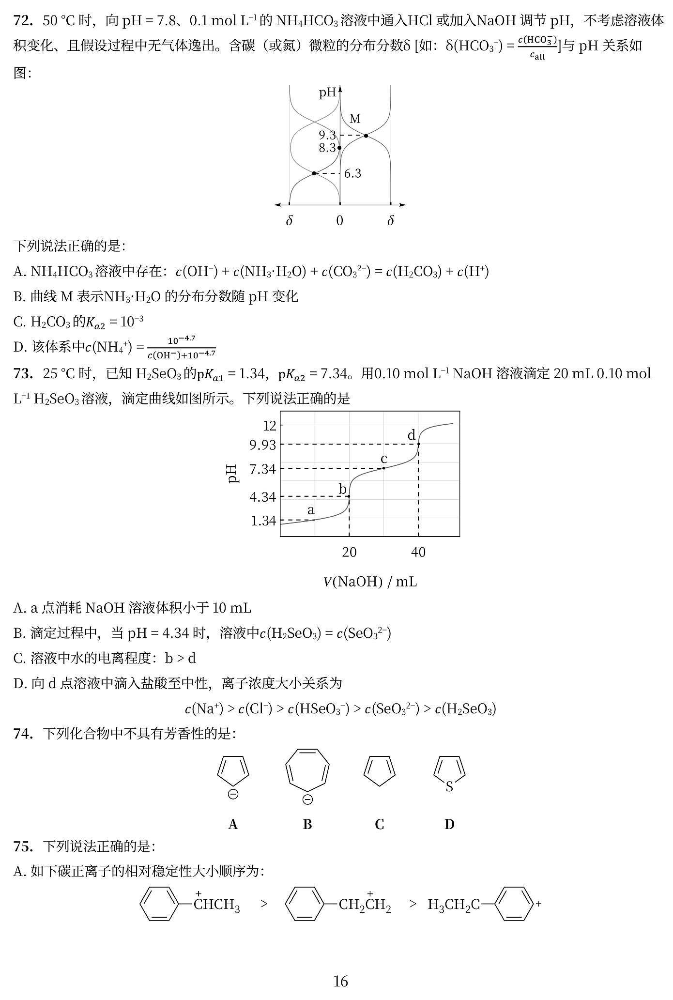 72. 50 °C 时，向 pH = 7.8、0.1 mol L⁻¹ 的 NH₄HCO₃ 溶液中通入HCl 或加入NaOH 调节 pH，不考虑溶液体
积变化、且假设过程中无气体逸出。含碳（或氮）微粒的分布分数δ [如：δ(HCO₃⁻) = c(HCO₃⁻)/c_all]与 pH 关系如
图：
pH
M
9.3
8.3
6.3
δ 0 δ
下列说法正确的是：
A. NH₄HCO₃ 溶液中存在：c(OH⁻) + c(NH₃·H₂O) + c(CO₃²⁻) = c(H₂CO₃) + c(H⁺)
B. 曲线 M 表示NH₃·H₂O 的分布分数随 pH 变化
C. H₂CO₃ 的K_a2 = 10⁻³
D. 该体系中c(NH₄⁺) = 10^−4.7/(c(OH⁻)+10^−4.7)
73. 25 °C 时，已知 H₂SeO₃ 的pK_a1 = 1.34，pK_a2 = 7.34。用0.10 mol L⁻¹ NaOH 溶液滴定 20 mL 0.10 mol
L⁻¹ H₂SeO₃ 溶液，滴定曲线如图所示。下列说法正确的是
12
d
9.93
c
7.34
pH
b
4.34
a
1.34
20 40
V(NaOH) / mL
A. a 点消耗 NaOH 溶液体积小于 10 mL
B. 滴定过程中，当 pH = 4.34 时，溶液中c(H₂SeO₃) = c(SeO₃²⁻)
C. 溶液中水的电离程度：b > d
D. 向 d 点溶液中滴入盐酸至中性，离子浓度大小关系为
c(Na⁺) > c(Cl⁻) > c(HSeO₃⁻) > c(SeO₃²⁻) > c(H₂SeO₃)
74. 下列化合物中不具有芳香性的是：
⊖ ⊖ S
A B C D
75. 下列说法正确的是：
A. 如下碳正离子的相对稳定性大小顺序为：
+ +
CHCH₃ > CH₂CH₂ > H₃CH₂C +
16